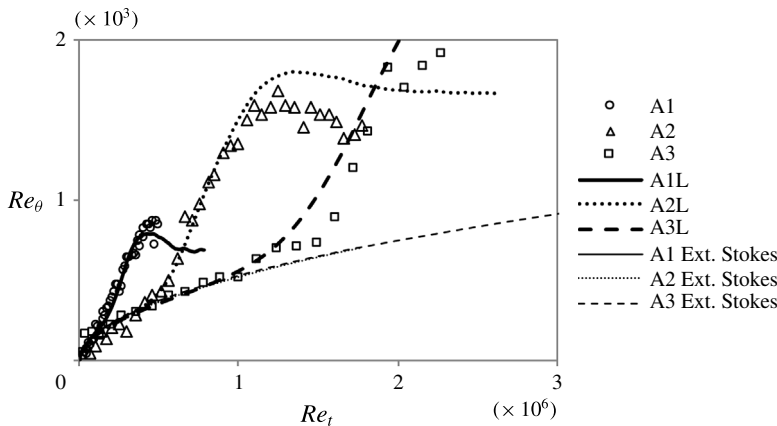 (× 10³)
2
1
0
Re_θ
0
1
2
3
Re_t
(× 10⁶)
A1
A2
A3
A1L
A2L
A3L
A1 Ext. Stokes
A2 Ext. Stokes
A3 Ext. Stokes